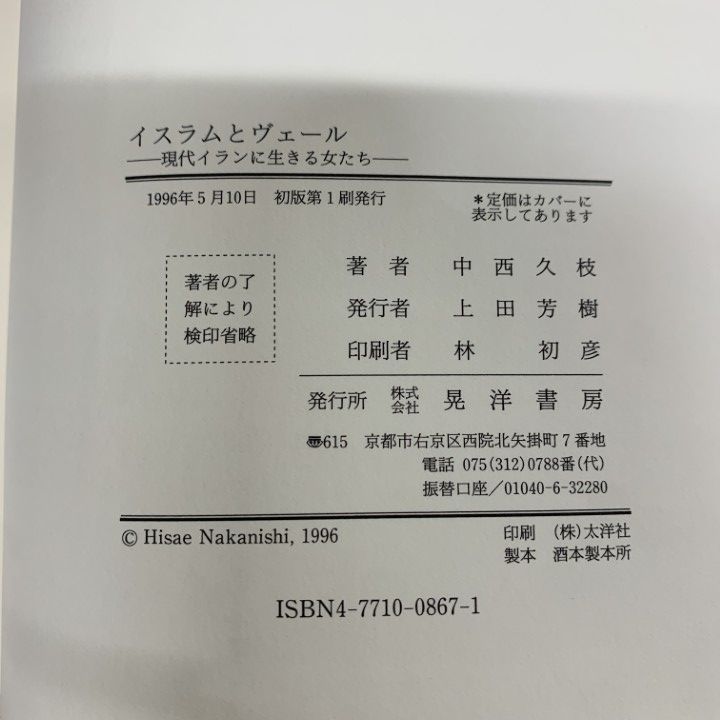 イスラムとヴェール
——現代イランに生きる女たち——
1996年5月10日　初版第1刷発行
＊定価はカバーに
表示してあります
著者の了
解により
検印省略
著　者　中　西　久　枝
発行者　上　田　芳　樹
印刷者　林　　　初　彦
発行所　株式会社　晃　洋　書　房
〠615　京都市右京区西院北矢掛町7番地
電話 075(312)0788番(代)
振替口座／01040-6-32280
© Hisae Nakanishi, 1996
印刷　(株)太洋社
製本　酒本製本所
ISBN4-7710-0867-1